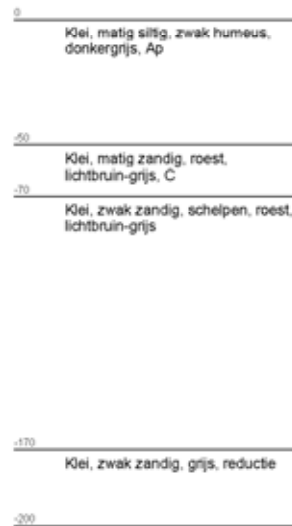 0
Klei, matig siltig, zwak humeus,
donkergrijs, Ap
-50
Klei, matig zandig, roest,
lichtbruin-grijs, C
-70
Klei, zwak zandig, schelpen, roest,
lichtbruin-grijs
-170
Klei, zwak zandig, grijs, reductie
-200